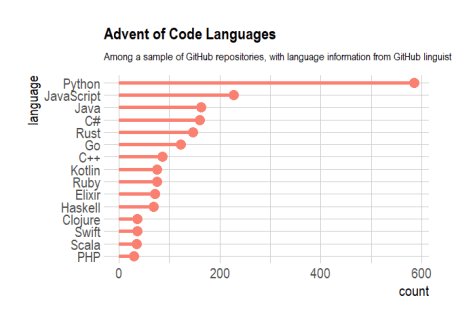 Advent of Code Languages
Among a sample of GitHub repositories, with language information from GitHub linguist
language
Python
JavaScript
Java
C#
Rust
Go
C++
Kotlin
Ruby
Elixir
Haskell
Clojure
Swift
Scala
PHP
0 200 400 600
count